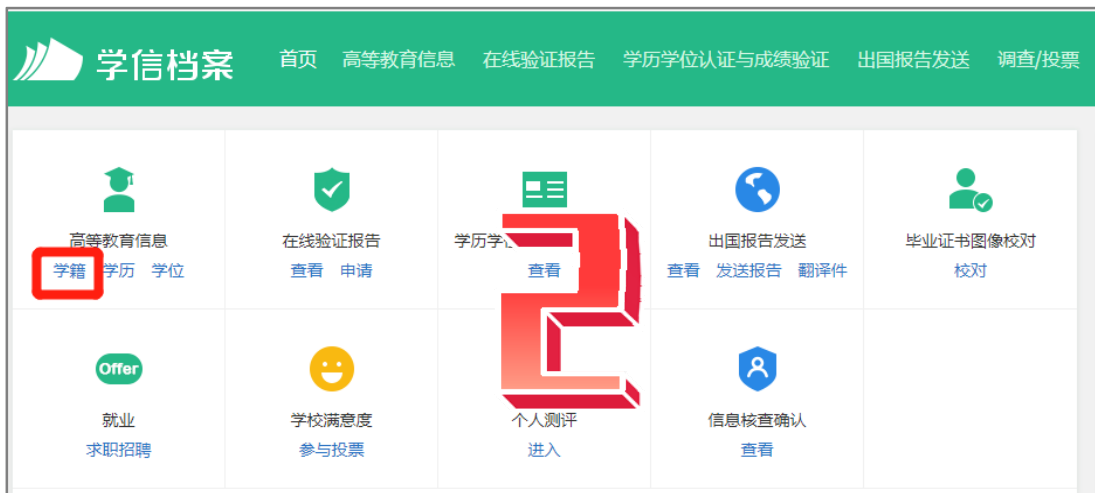 学信档案 首页 高等教育信息 在线验证报告 学历学位认证与成绩验证 出国报告发送 调查/投票
高等教育信息 在线验证报告 学历学 出国报告发送 毕业证书图像校对
学籍 学历 学位 查看 申请 查看 查看 发送报告 翻译件 校对
2
Offer
就业 学校满意度 个人测评 信息核查确认
求职招聘 参与投票 进入 查看